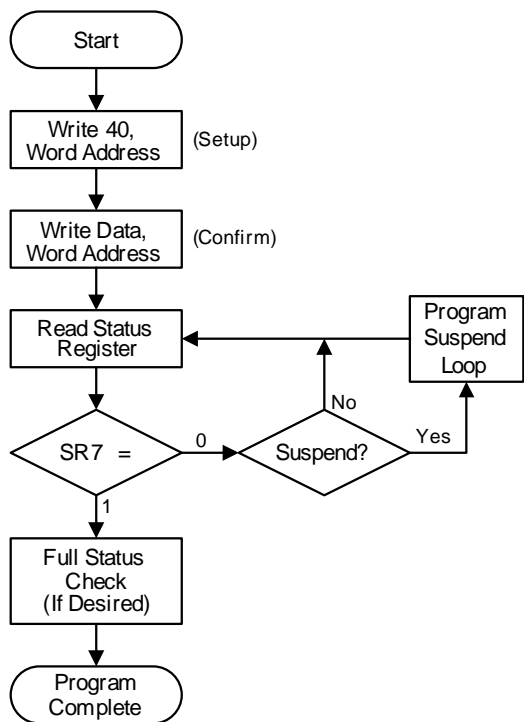 Start
Write 40,
Word Address
(Setup)
Write Data,
Word Address
(Confirm)
Read Status
Register
Program
Suspend
Loop
No
SR7 =
0
Suspend?
Yes
1
Full Status
Check
(If Desired)
Program
Complete